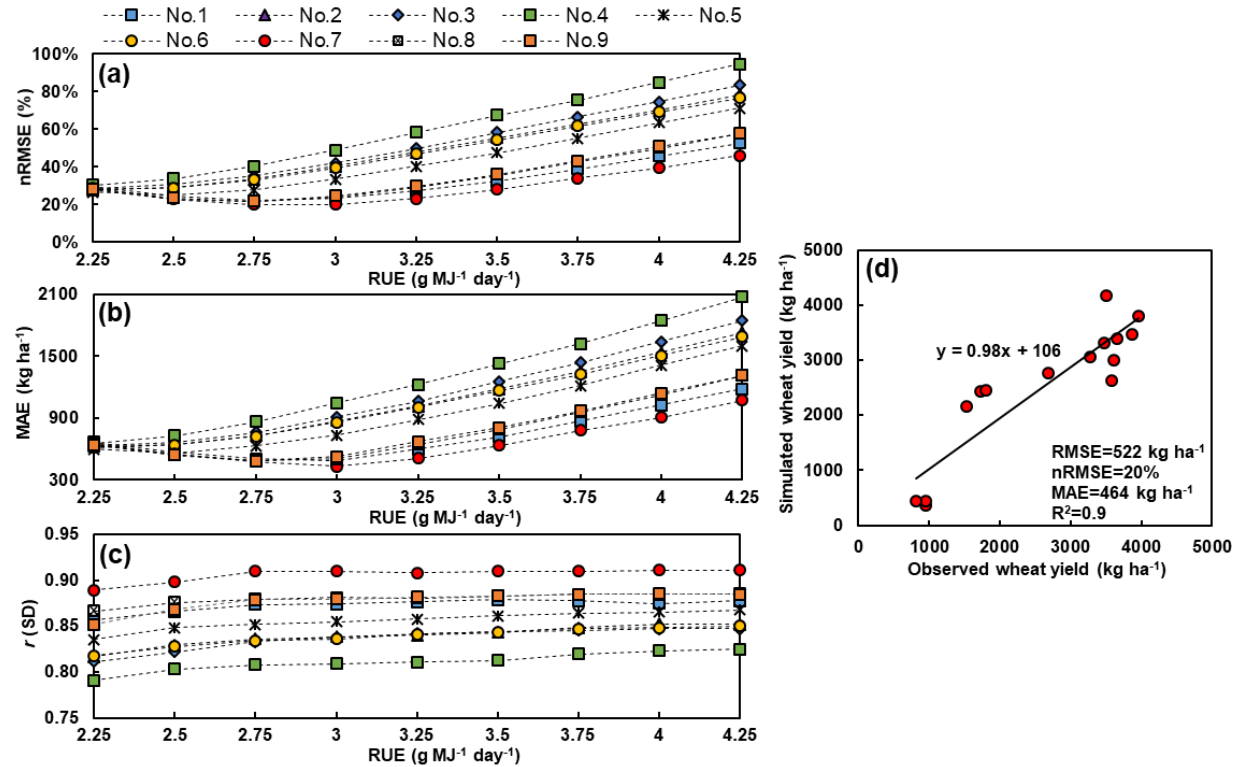 No.1 No.2 No.3 No.4 No.5
No.6 No.7 No.8 No.9
(a)
nRMSE (%)
100%
80%
60%
40%
20%
0%
2.25 2.5 2.75 3 3.25 3.5 3.75 4 4.25
RUE (g MJ⁻¹ day⁻¹)
(b)
MAE (kg ha⁻¹)
2100
1500
900
300
2.25 2.5 2.75 3 3.25 3.5 3.75 4 4.25
RUE (g MJ⁻¹ day⁻¹)
(c)
r (SD)
0.95
0.90
0.85
0.80
0.75
2.25 2.5 2.75 3 3.25 3.5 3.75 4 4.25
RUE (g MJ⁻¹ day⁻¹)
(d)
Simulated wheat yield (kg ha⁻¹)
5000
4000
3000
2000
1000
0
y = 0.98x + 106
RMSE=522 kg ha⁻¹
nRMSE=20%
MAE=464 kg ha⁻¹
R²=0.9
0 1000 2000 3000 4000 5000
Observed wheat yield (kg ha⁻¹)